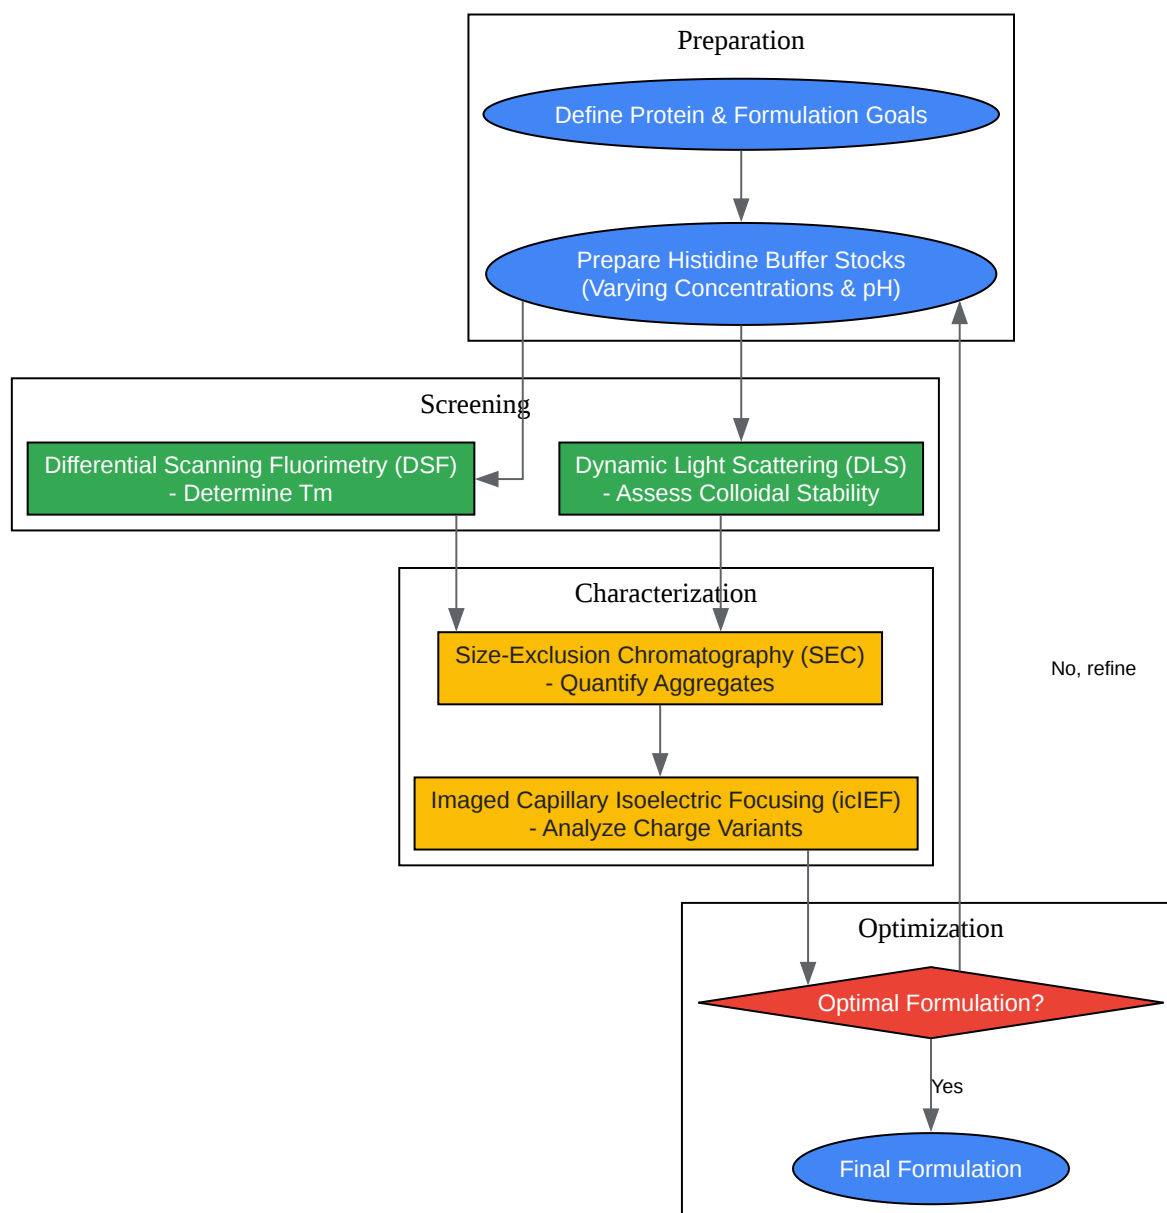 Preparation
Define Protein & Formulation Goals
Prepare Histidine Buffer Stocks
(Varying Concentrations & pH)
Screening
Differential Scanning Fluorimetry (DSF)
- Determine Tm
Dynamic Light Scattering (DLS)
- Assess Colloidal Stability
Characterization
Size-Exclusion Chromatography (SEC)
- Quantify Aggregates
No, refine
Imaged Capillary Isoelectric Focusing (icIEF)
- Analyze Charge Variants
Optimization
Optimal Formulation?
Yes
Final Formulation